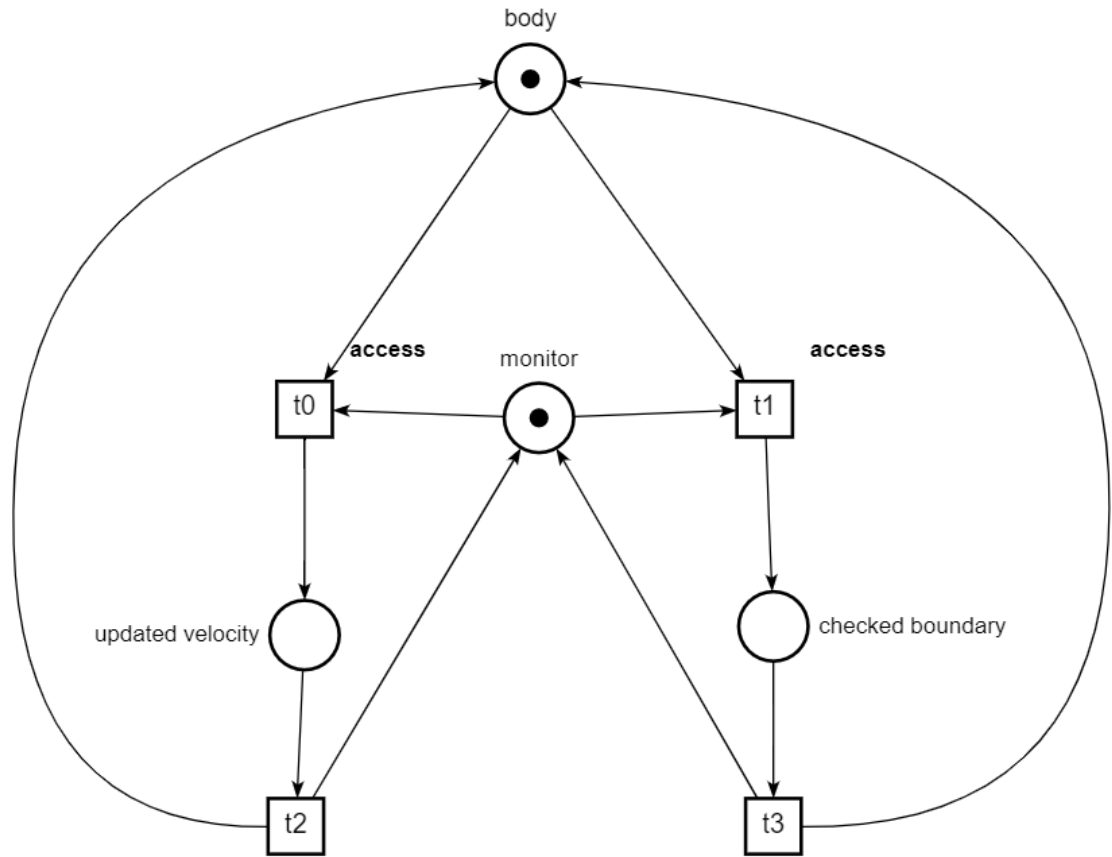 body
access
monitor
access
t0
t1
updated velocity
checked boundary
t2
t3